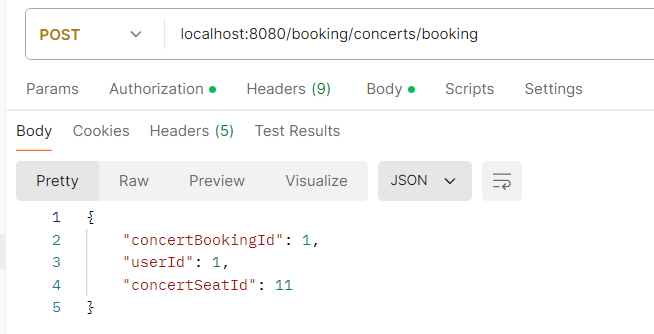 POST localhost:8080/booking/concerts/booking
Params Authorization Headers (9) Body Scripts Settings
Body Cookies Headers (5) Test Results
Pretty Raw Preview Visualize JSON
1 {
2 "concertBookingId": 1,
3 "userId": 1,
4 "concertSeatId": 11
5 }